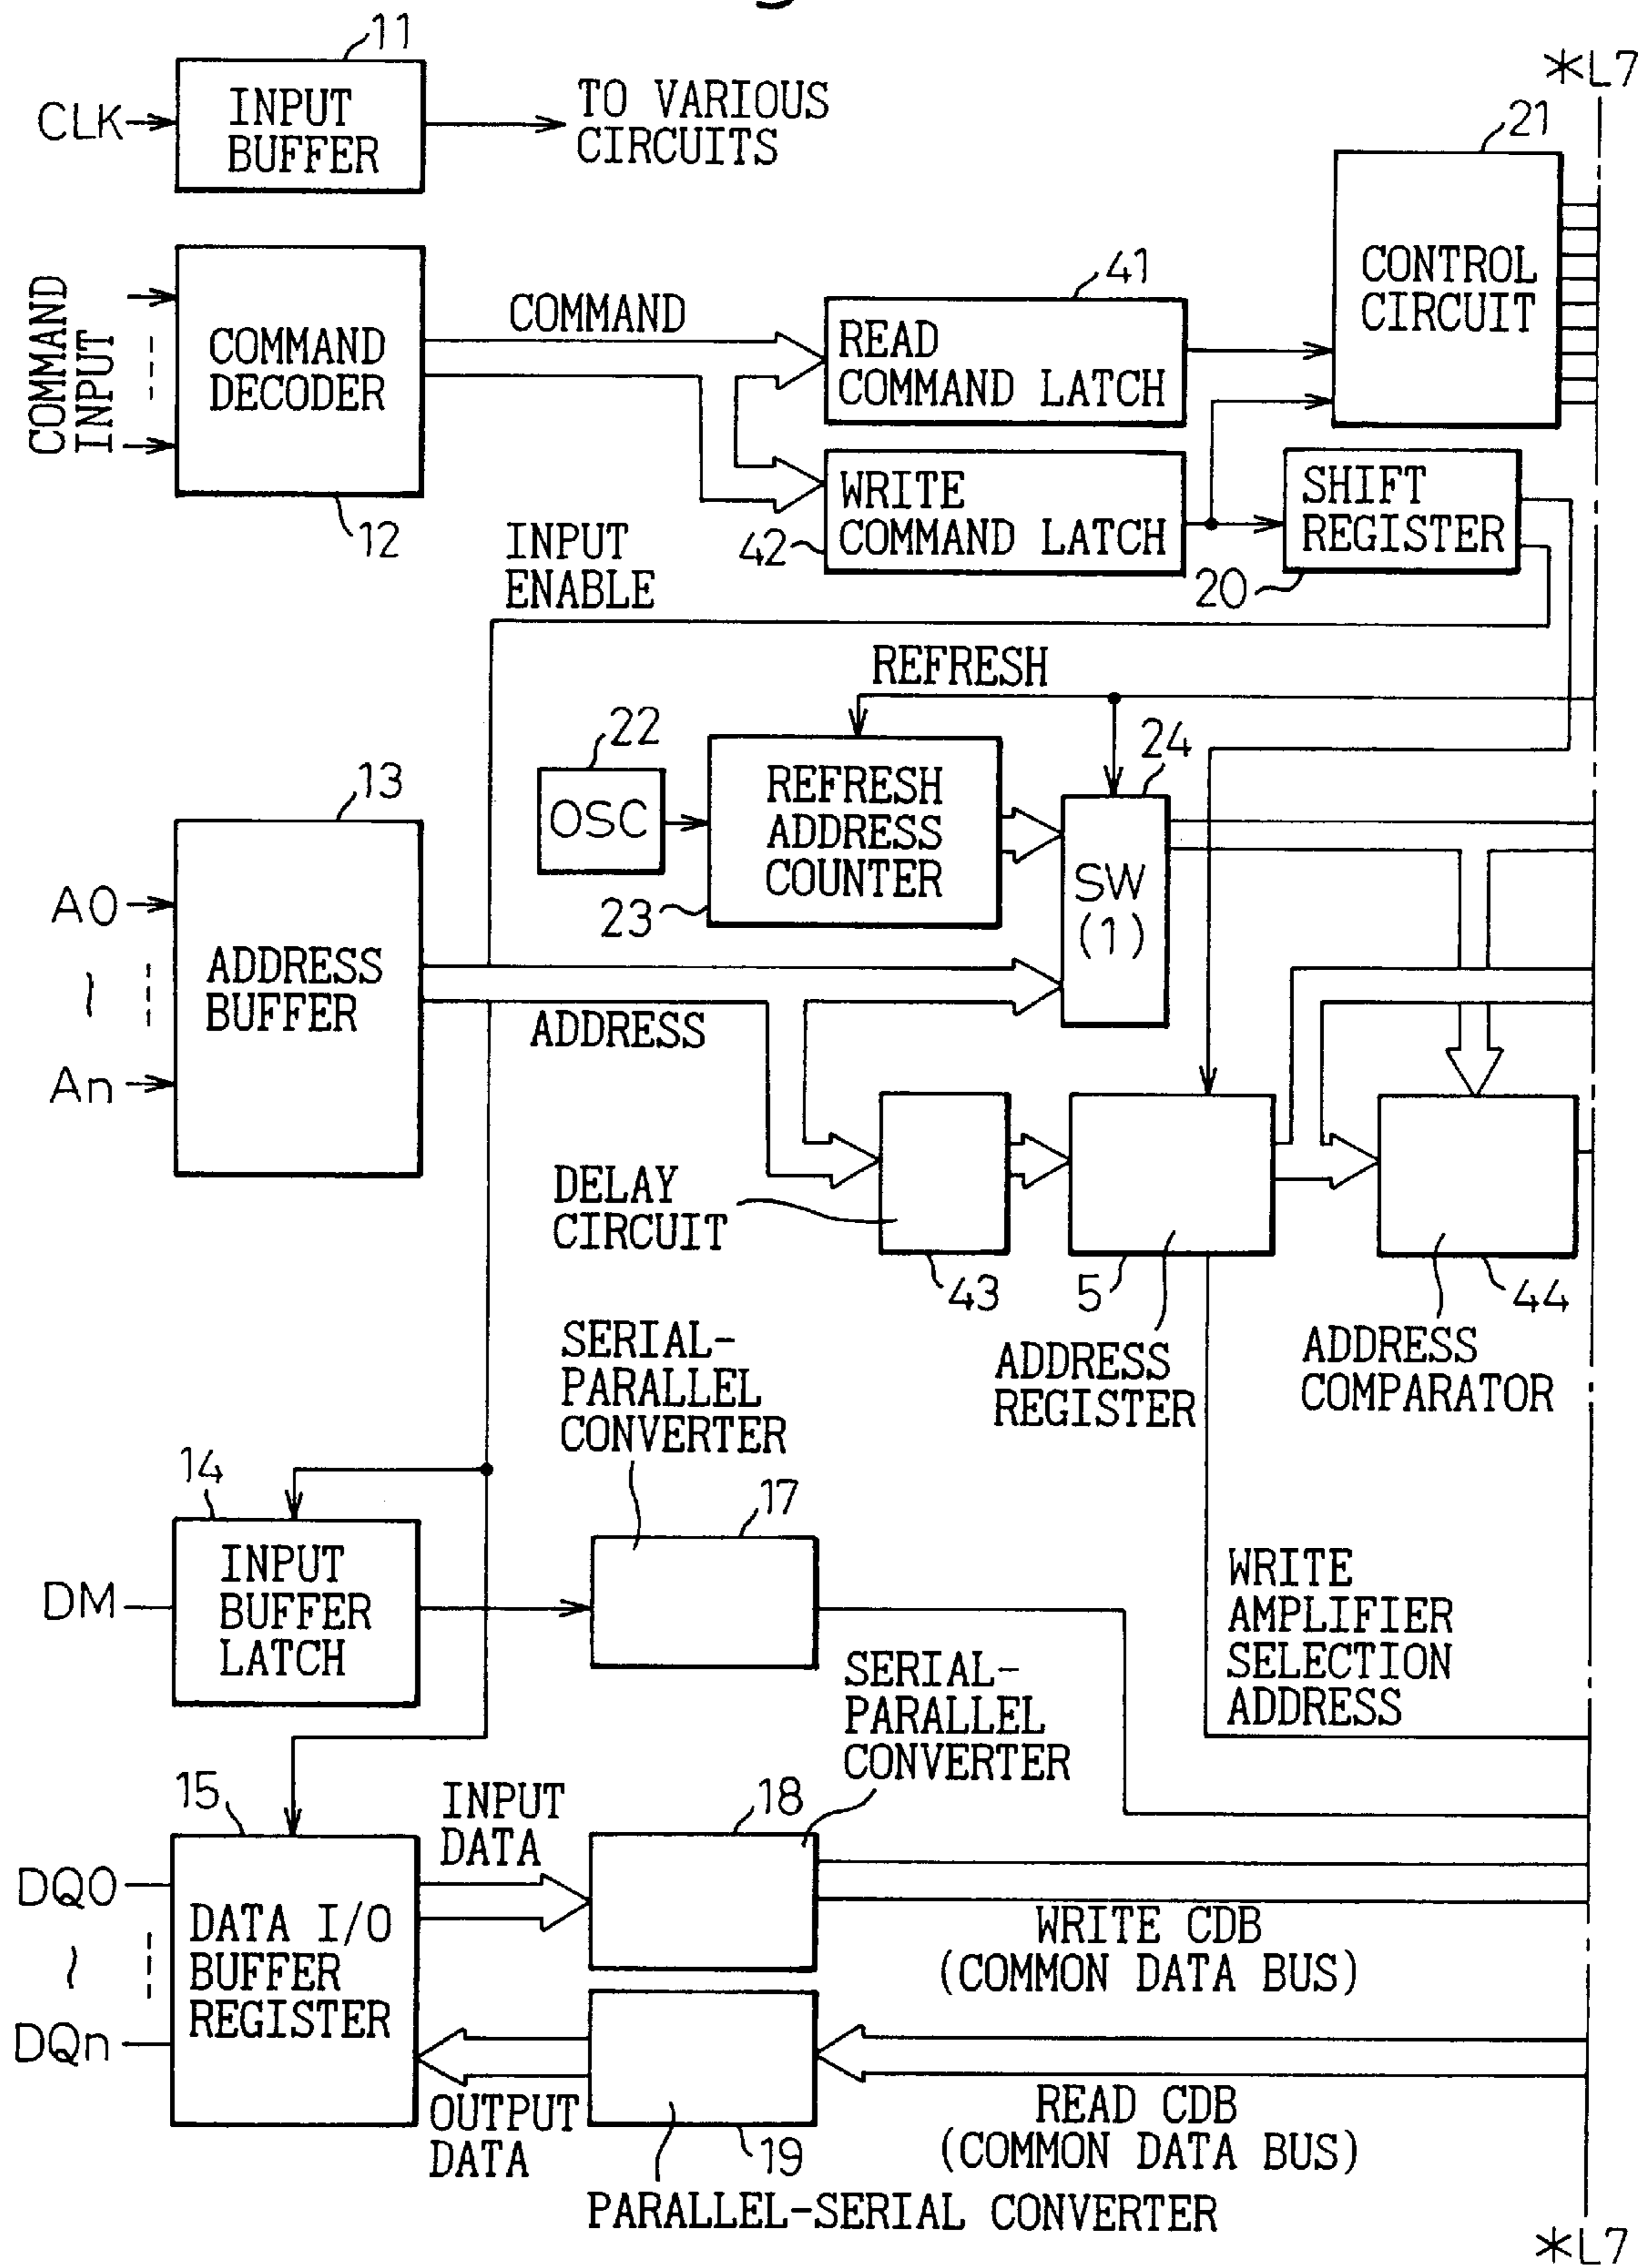 11
*L7
CLK
INPUT
BUFFER
TO VARIOUS
CIRCUITS
21
CONTROL
CIRCUIT
COMMAND
INPUT
COMMAND
DECODER
12
COMMAND
41
READ
COMMAND LATCH
WRITE
COMMAND LATCH
42
SHIFT
REGISTER
20
INPUT
ENABLE
REFRESH
22
OSC
REFRESH
ADDRESS
COUNTER
23
24
SW
(1)
13
A0
~
An
ADDRESS
BUFFER
ADDRESS
DELAY
CIRCUIT
43
5
44
ADDRESS
REGISTER
ADDRESS
COMPARATOR
SERIAL-
PARALLEL
CONVERTER
14
17
DM
INPUT
BUFFER
LATCH
WRITE
AMPLIFIER
SELECTION
ADDRESS
SERIAL-
PARALLEL
CONVERTER
15
INPUT
DATA
18
DQ0
~
DQn
DATA I/O
BUFFER
REGISTER
WRITE CDB
(COMMON DATA BUS)
OUTPUT
DATA
19
READ CDB
(COMMON DATA BUS)
PARALLEL-SERIAL CONVERTER
*L7